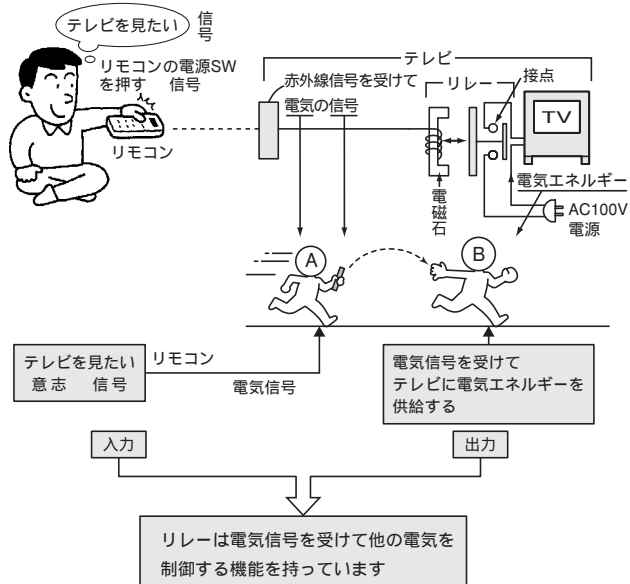 テレビを見たい
信号
リモコンの電源SW
を押す 信号
リモコン
テレビ
赤外線信号を受けて
電気の信号
リレー
接点
TV
電磁石
電気エネルギー
AC100V
電源
A
B
テレビを見たい
意志 信号
リモコン
電気信号
電気信号を受けて
テレビに電気エネルギーを
供給する
入力
出力
リレーは電気信号を受けて他の電気を
制御する機能を持っています